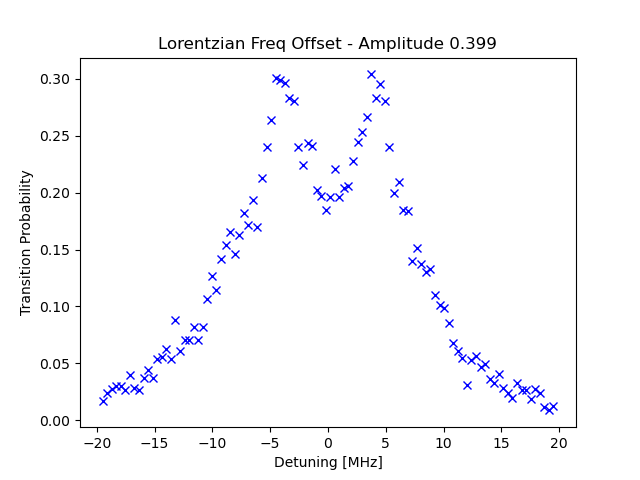 Lorentzian Freq Offset - Amplitude 0.399
0.30
0.25
0.20
0.15
0.10
0.05
0.00
Transition Probability
−20 −15 −10 −5 0 5 10 15 20
Detuning [MHz]